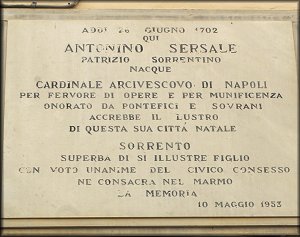 ADDI 26 GIUGNO 1702
QUI
ANTONINO SERSALE
PATRIZIO SORRENTINO
NACQUE
CARDINALE ARCIVESCOVO DI NAPOLI
PER FERVORE DI OPERE E PER MUNIFICENZA
ONORATO DA PONTEFICI E SOVRANI
ACCREBBE IL LUSTRO
DI QUESTA SUA CITTÀ NATALE
SORRENTO
SUPERBA DI SI ILLUSTRE FIGLIO
CON VOTO UNANIME DEL CIVICO CONSESSO
NE CONSACRA NEL MARMO
LA MEMORIA
10 MAGGIO 1953